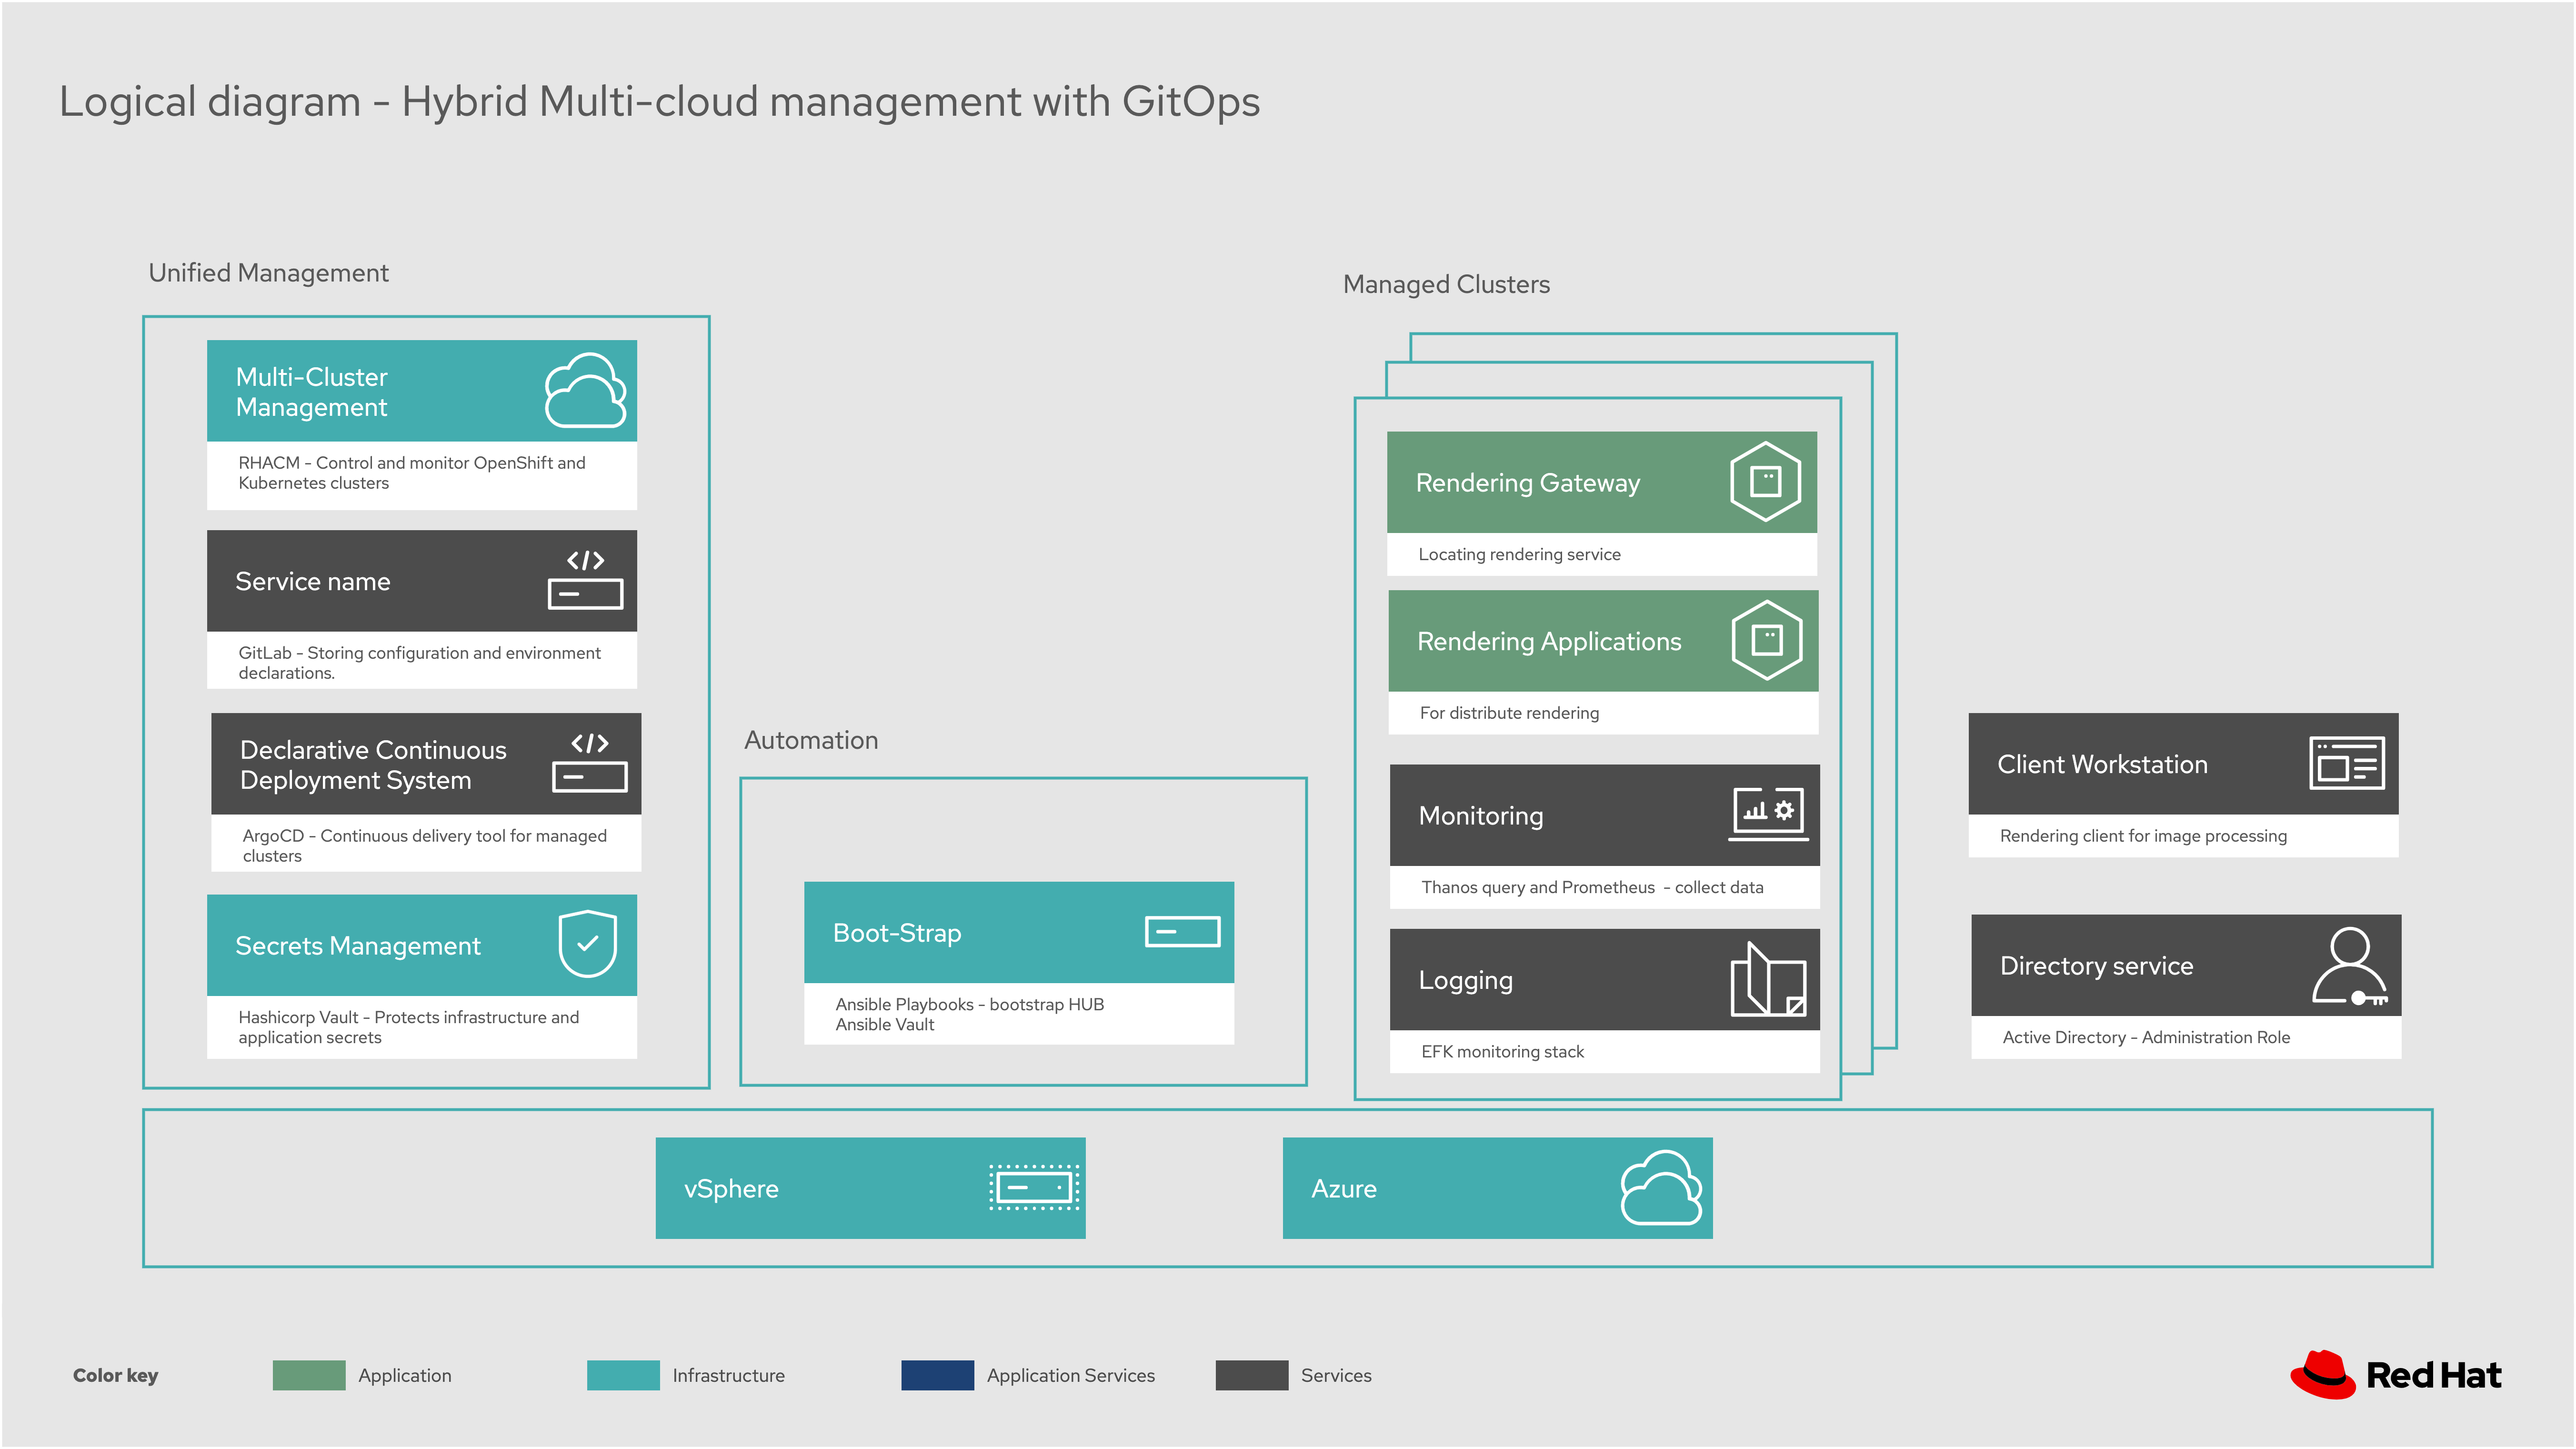 Logical diagram - Hybrid Multi-cloud management with GitOps
Unified Management
Multi-Cluster
Management
RHACM - Control and monitor OpenShift and
Kubernetes clusters
Service name
GitLab - Storing configuration and environment
declarations.
Declarative Continuous
Deployment System
ArgoCD - Continuous delivery tool for managed
clusters
Secrets Management
Hashicorp Vault - Protects infrastructure and
application secrets
Automation
Boot-Strap
Ansible Playbooks - bootstrap HUB
Ansible Vault
Managed Clusters
Rendering Gateway
Locating rendering service
Rendering Applications
For distribute rendering
Monitoring
Thanos query and Prometheus - collect data
Logging
EFK monitoring stack
Client Workstation
Rendering client for image processing
Directory service
Active Directory - Administration Role
vSphere
Azure
Color key
Application
Infrastructure
Application Services
Services
Red Hat